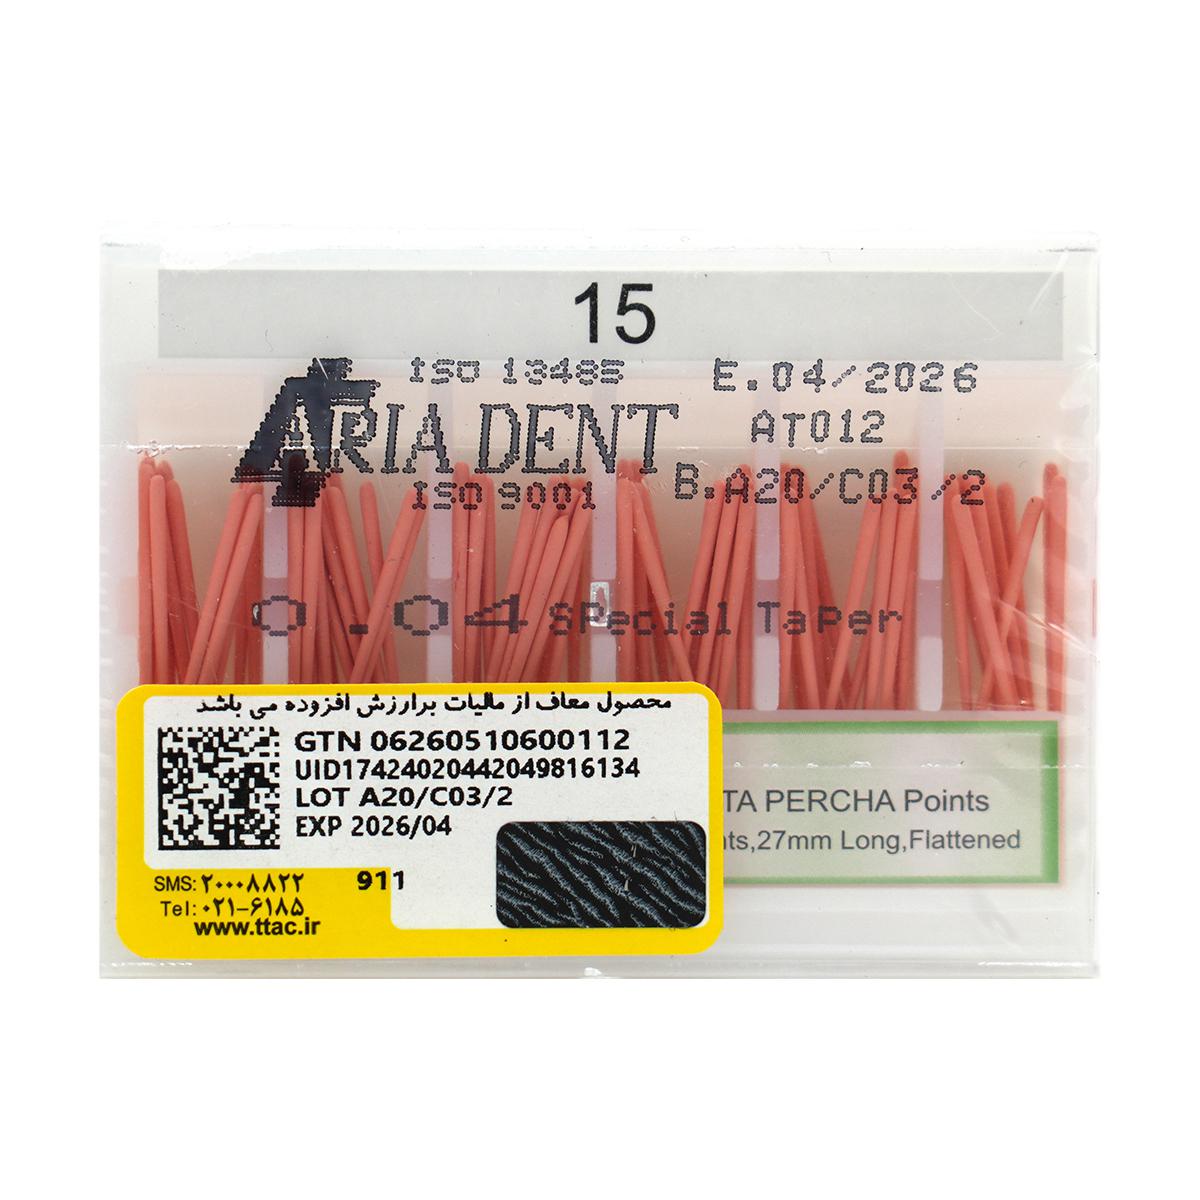 15
ISO 13485
E.04/2026
ARIA DENT
AT012
ISO 9001
B.A20/C03/2
0.04 Special Taper
محصول معاف از مالیات برارزش افزوده می باشد
GTN 06260510600112
UID17424020442049816134
LOT A20/C03/2
EXP 2026/04
TA PERCHA Points
nts,27mm Long,Flattened
SMS: ۲۰۰۰۸۸۲۲
911
Tel: ۰۲۱-۶۱۸۵
www.ttac.ir